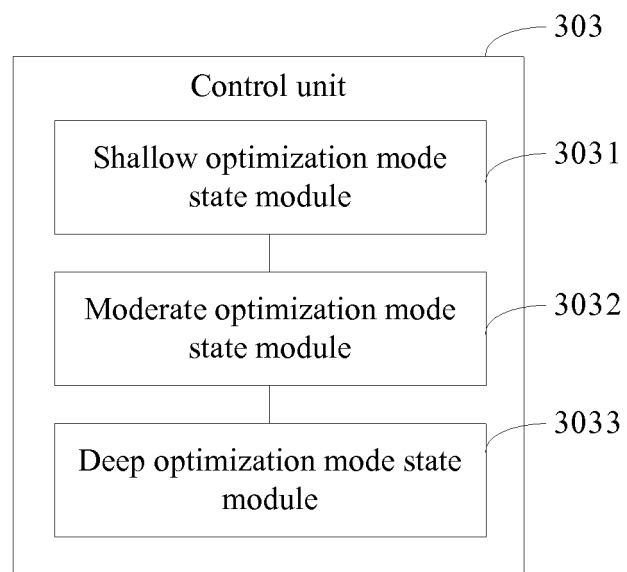 303
Control unit
Shallow optimization mode
state module
3031
Moderate optimization mode
state module
3032
Deep optimization mode state
module
3033